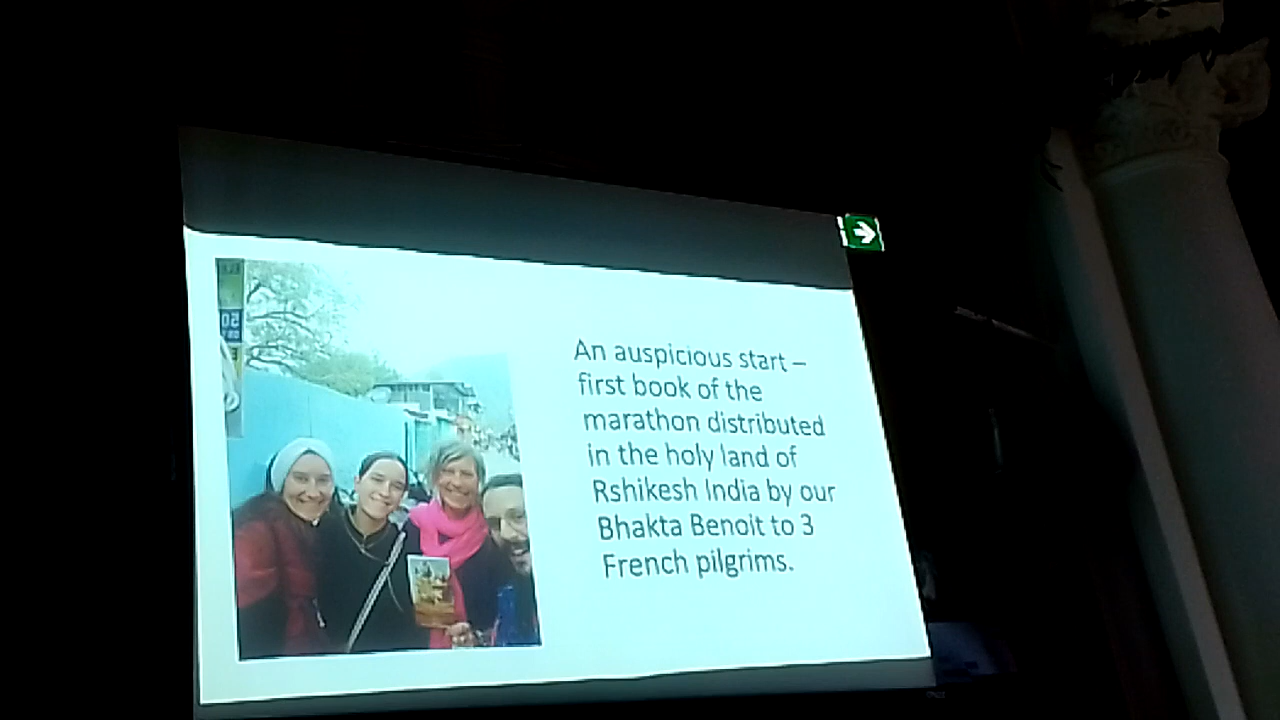 An auspicious start –
first book of the
marathon distributed
in the holy land of
Rshikesh India by our
Bhakta Benoit to 3
French pilgrims.
50